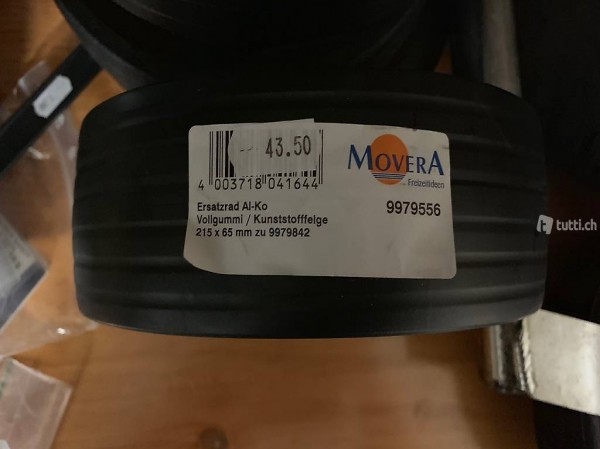 43.50
4 003718 041644
MOVERA
... Freizeitideen
Ersatzrad Al-Ko
Vollgummi / Kunststofffelge
215 x 65 mm zu 9979842
9979556
tutti.ch